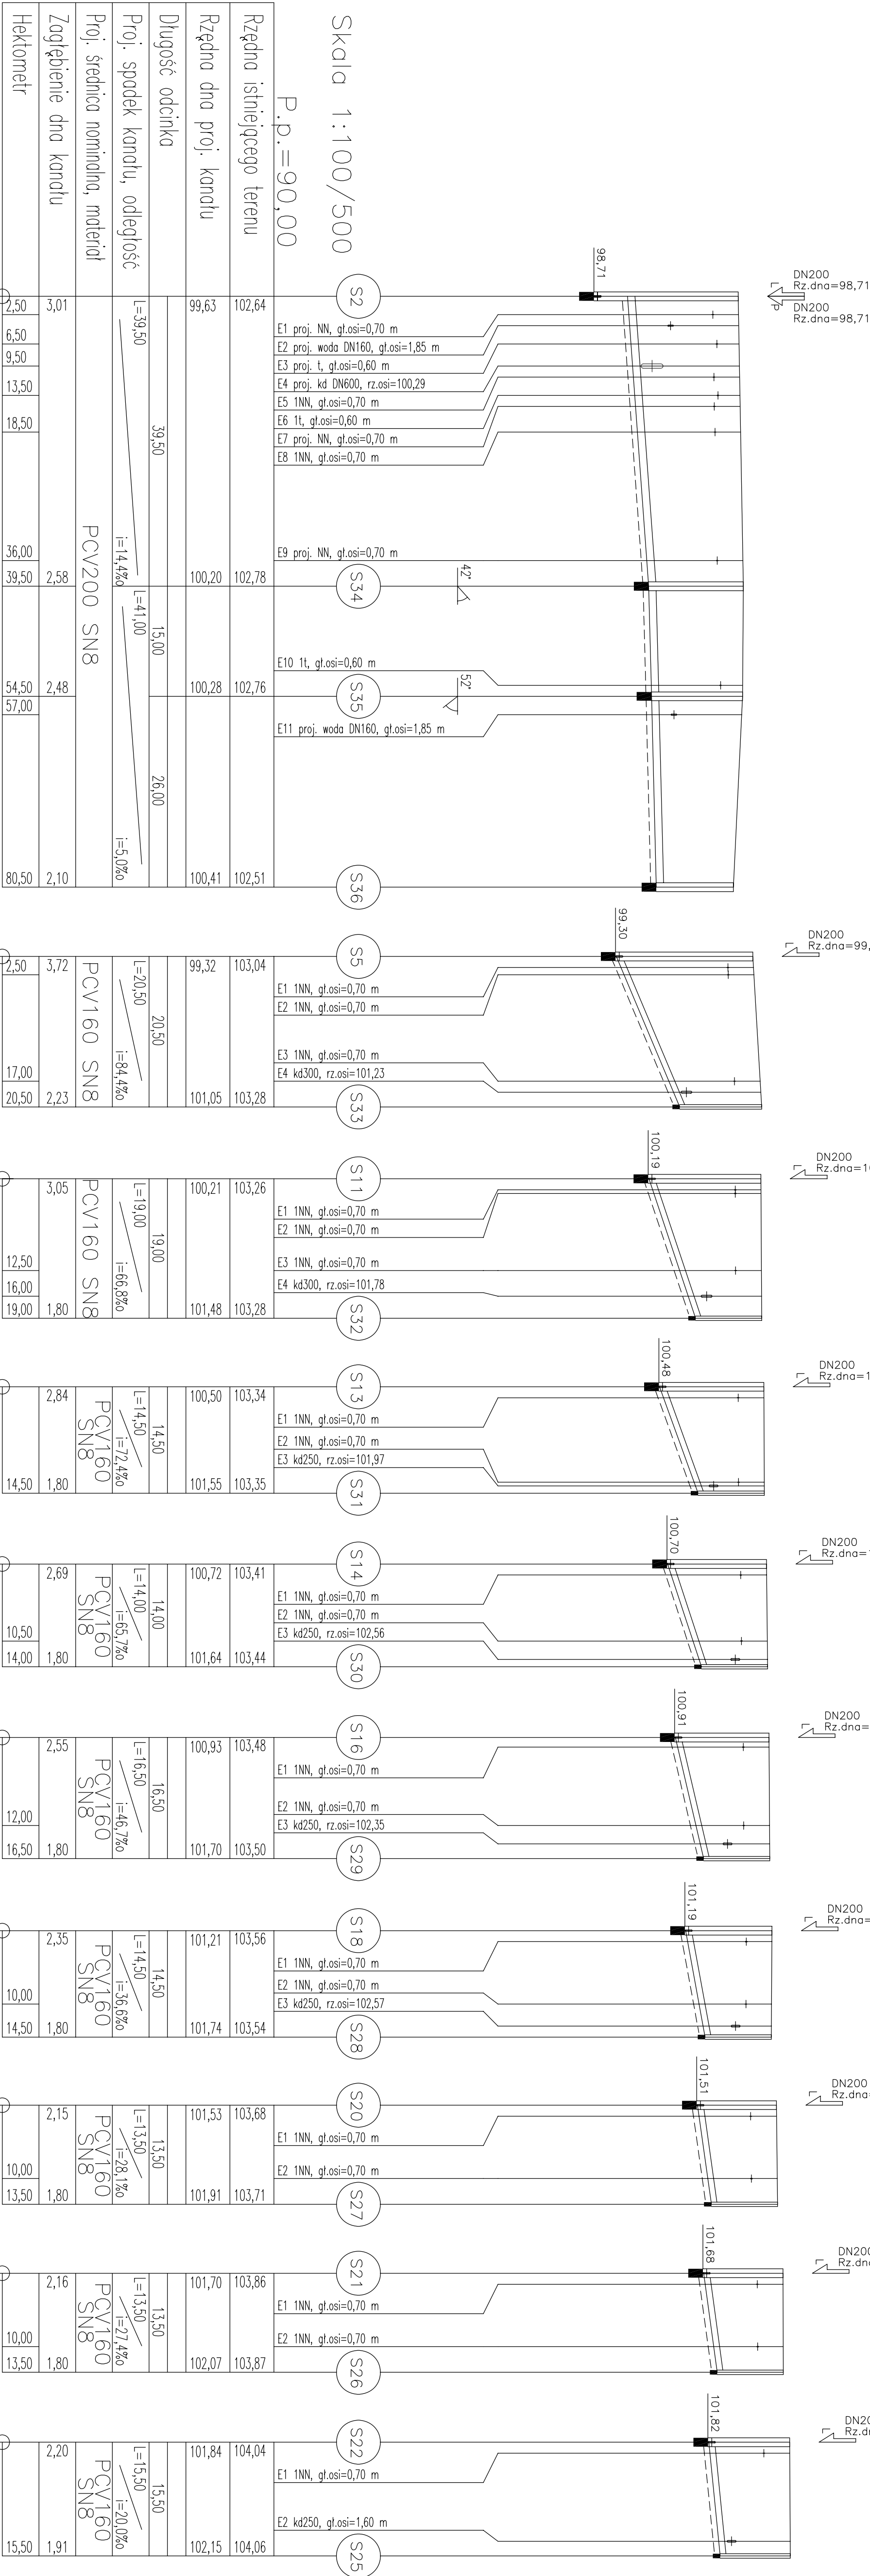 Skala 1:100/500
P.p.=90,00
Rzędna istniejącego terenu
Rzędna dna proj. kanału
Długość odcinka
Proj. spadek kanału, odległość
Proj. średnica nominalna, materiał
Zagłębienie dna kanału
Hektometr
DN200
Rz.dna=98,71
DN200
Rz.dna=98,71
L
P
98,71
S2
S34
S35
S36
42°
52°
E1 proj. NN, gł.osi=0,70 m
E2 proj. woda DN160, gł.osi=1,85 m
E3 proj. t, gł.osi=0,60 m
E4 proj. kd DN600, rz.osi=100,29
E5 1NN, gł.osi=0,70 m
E6 1t, gł.osi=0,60 m
E7 proj. NN, gł.osi=0,70 m
E8 1NN, gł.osi=0,70 m
E9 proj. NN, gł.osi=0,70 m
E10 1t, gł.osi=0,60 m
E11 proj. woda DN160, gł.osi=1,85 m
102,64 102,78 102,76 102,51
99,63 100,20 100,28 100,41
39,50 15,00 26,00
L=39,50 i=14,4‰ L=41,00 i=5,0‰
PCV200 SN8
3,01 2,58 2,48 2,10
2,50 6,50 9,50 13,50 18,50 36,00 39,50 54,50 57,00 80,50
DN200
L
99,30
S5
S33
E1 1NN, gł.osi=0,70 m
E2 1NN, gł.osi=0,70 m
E3 1NN, gł.osi=0,70 m
E4 kd300, rz.osi=101,23
103,04 103,28
99,32 101,05
20,50
L=20,50 i=84,4‰
PCV160 SN8
3,72 2,23
2,50 17,00 20,50
DN200
L
100,19
S11
S32
E1 1NN, gł.osi=0,70 m
E2 1NN, gł.osi=0,70 m
E3 1NN, gł.osi=0,70 m
E4 kd300, rz.osi=101,78
103,26 103,28
100,21 101,48
19,00
L=19,00 i=66,8‰
PCV160 SN8
3,05 1,80
12,50 16,00 19,00
DN200
L
100,48
S13
S31
E1 1NN, gł.osi=0,70 m
E2 1NN, gł.osi=0,70 m
E3 kd250, rz.osi=101,97
103,34 103,35
100,50 101,55
14,50
L=14,50 i=72,4‰
PCV160
SN8
2,84 1,80
14,50
DN200
L
100,70
S14
S30
E1 1NN, gł.osi=0,70 m
E2 1NN, gł.osi=0,70 m
E3 kd250, rz.osi=102,56
103,41 103,44
100,72 101,64
14,00
L=14,00 i=65,7‰
PCV160
SN8
2,69 1,80
10,50 14,00
DN200
L
100,91
S16
S29
E1 1NN, gł.osi=0,70 m
E2 1NN, gł.osi=0,70 m
E3 kd250, rz.osi=102,35
103,48 103,50
100,93 101,70
16,50
L=16,50 i=46,7‰
PCV160
SN8
2,55 1,80
12,00 16,50
DN200
L
101,19
S18
S28
E1 1NN, gł.osi=0,70 m
E2 1NN, gł.osi=0,70 m
E3 kd250, rz.osi=102,57
103,56 103,54
101,21 101,74
14,50
L=14,50 i=36,6‰
PCV160
SN8
2,35 1,80
10,00 14,50
DN200
L
101,51
S20
S27
E1 1NN, gł.osi=0,70 m
E2 1NN, gł.osi=0,70 m
103,68 103,71
101,53 101,91
13,50
L=13,50 i=28,1‰
PCV160
SN8
2,15 1,80
10,00 13,50
L
101,68
S21
S26
E1 1NN, gł.osi=0,70 m
E2 1NN, gł.osi=0,70 m
103,86 103,87
101,70 102,07
13,50
L=13,50 i=27,4‰
PCV160
SN8
2,16 1,80
10,00 13,50
L
101,82
S22
S25
E1 1NN, gł.osi=0,70 m
E2 kd250, gł.osi=1,60 m
104,04 104,06
101,84 102,15
15,50
L=15,50 i=20,0‰
PCV160
SN8
2,20 1,91
15,50